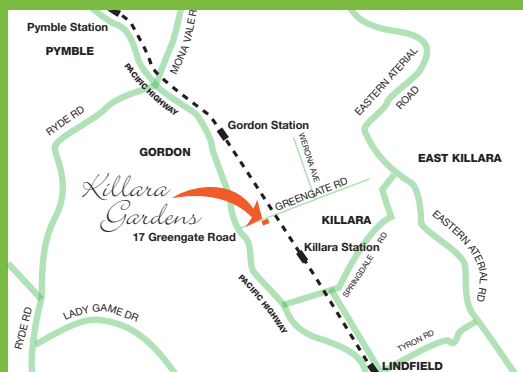 Pymble Station
PYMBLE
MONA VALE R
PACIFIC HIGHWAY
RYDE RD
EASTERN ATERIAL
ROAD
Gordon Station
WERONA AVE
GORDON
EAST KILLARA
Killara
Gardens
GREENGATE RD
KILLARA
17 Greengate Road
Killara Station
EASTERN ATERIAL RD
SPRINGDALE RD
PACIFIC HIGHWAY
RYDE RD
LADY GAME DR
TYRON RD
LINDFIELD